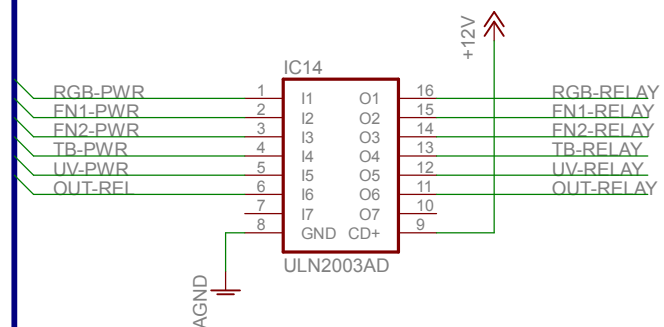 +12V
IC14
RGB-PWR 1 I1 O1 16 RGB-RELAY
FN1-PWR 2 I2 O2 15 FN1-RELAY
FN2-PWR 3 I3 O3 14 FN2-RELAY
TB-PWR 4 I4 O4 13 TB-RELAY
UV-PWR 5 I5 O5 12 UV-RELAY
OUT-REL 6 I6 O6 11 OUT-RELAY
7 I7 O7 10
8 GND CD+ 9
ULN2003AD
AGND